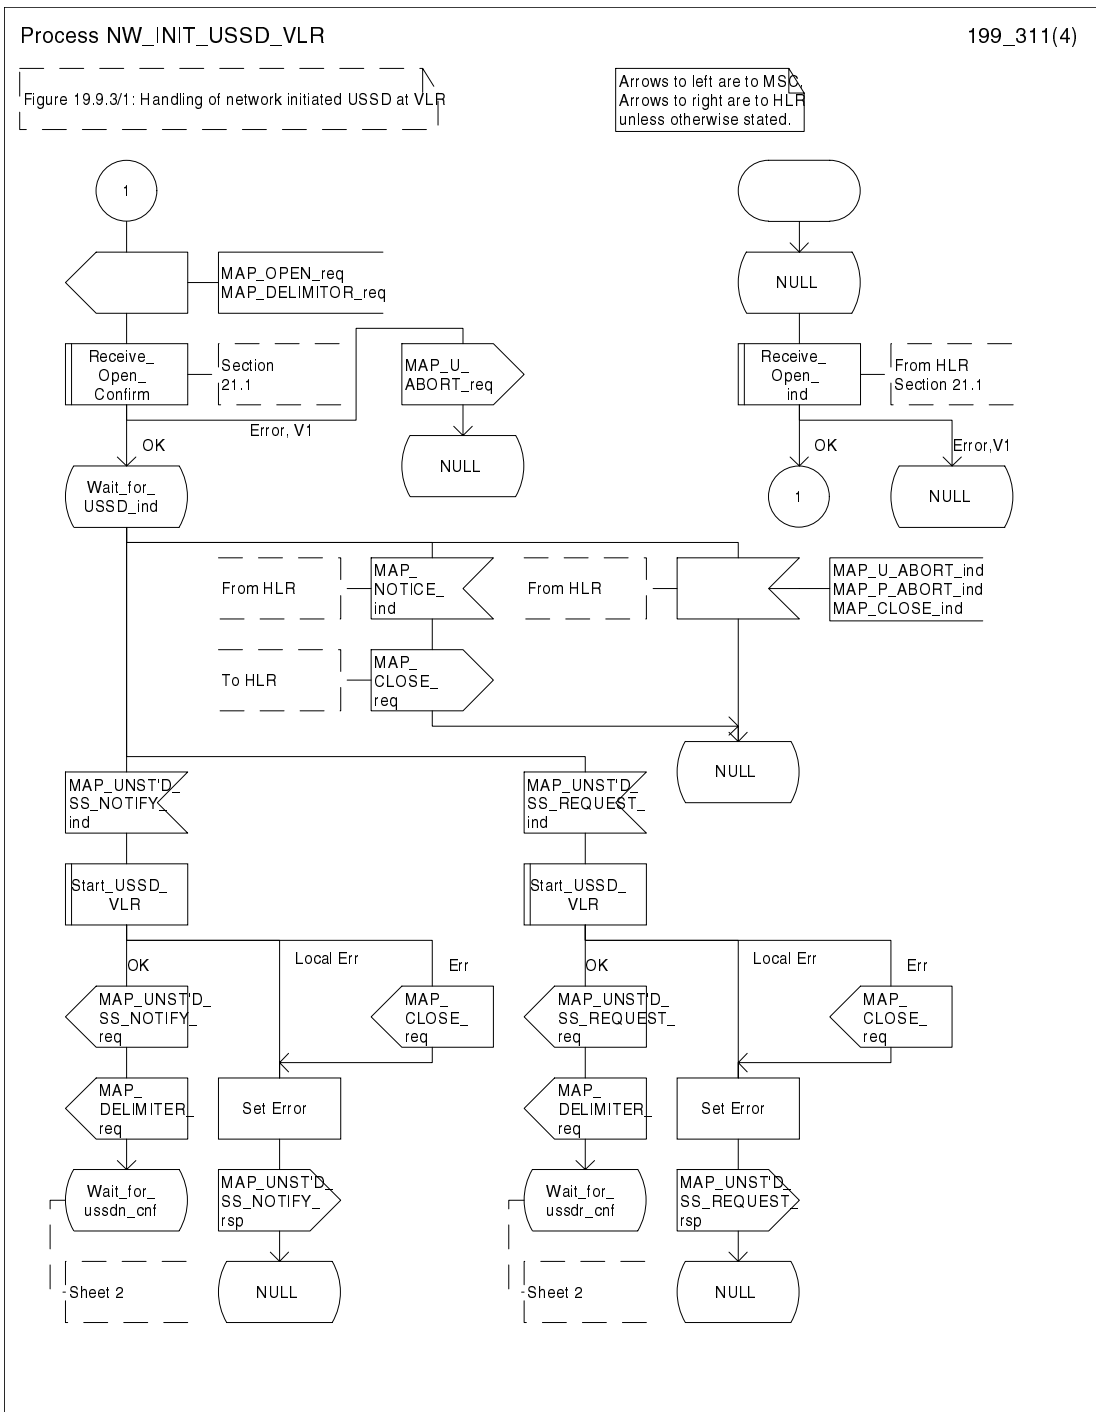 Process NW_INIT_USSD_VLR
199_311(4)
Figure 19.9.3/1: Handling of network initiated USSD at VLR
Arrows to left are to MSC,
Arrows to right are to HLR
unless otherwise stated.
1
MAP_OPEN_req
MAP_DELIMITOR_req
NULL
Receive_
Open_
Confirm
Section
21.1
MAP_U_
ABORT_req
Receive_
Open_
ind
From HLR
Section 21.1
Error, V1
OK
NULL
OK
Error,V1
Wait_for_
USSD_ind
1
NULL
From HLR
MAP_
NOTICE_
ind
From HLR
MAP_U_ABORT_ind
MAP_P_ABORT_ind
MAP_CLOSE_ind
To HLR
MAP_
CLOSE_
req
NULL
MAP_UNST'D_
SS_NOTIFY_
ind
MAP_UNST'D_
SS_REQUEST_
ind
Start_USSD_
VLR
Start_USSD_
VLR
OK
Local Err
Err
OK
Local Err
Err
MAP_UNST'D_
SS_NOTIFY_
req
MAP_
CLOSE_
req
MAP_UNST'D_
SS_REQUEST_
req
MAP_
CLOSE_
req
MAP_
DELIMITER_
req
Set Error
MAP_
DELIMITER_
req
Set Error
Wait_for_
ussdn_cnf
MAP_UNST'D_
SS_NOTIFY_
rsp
Wait_for_
ussdr_cnf
MAP_UNST'D_
SS_REQUEST_
rsp
Sheet 2
NULL
Sheet 2
NULL